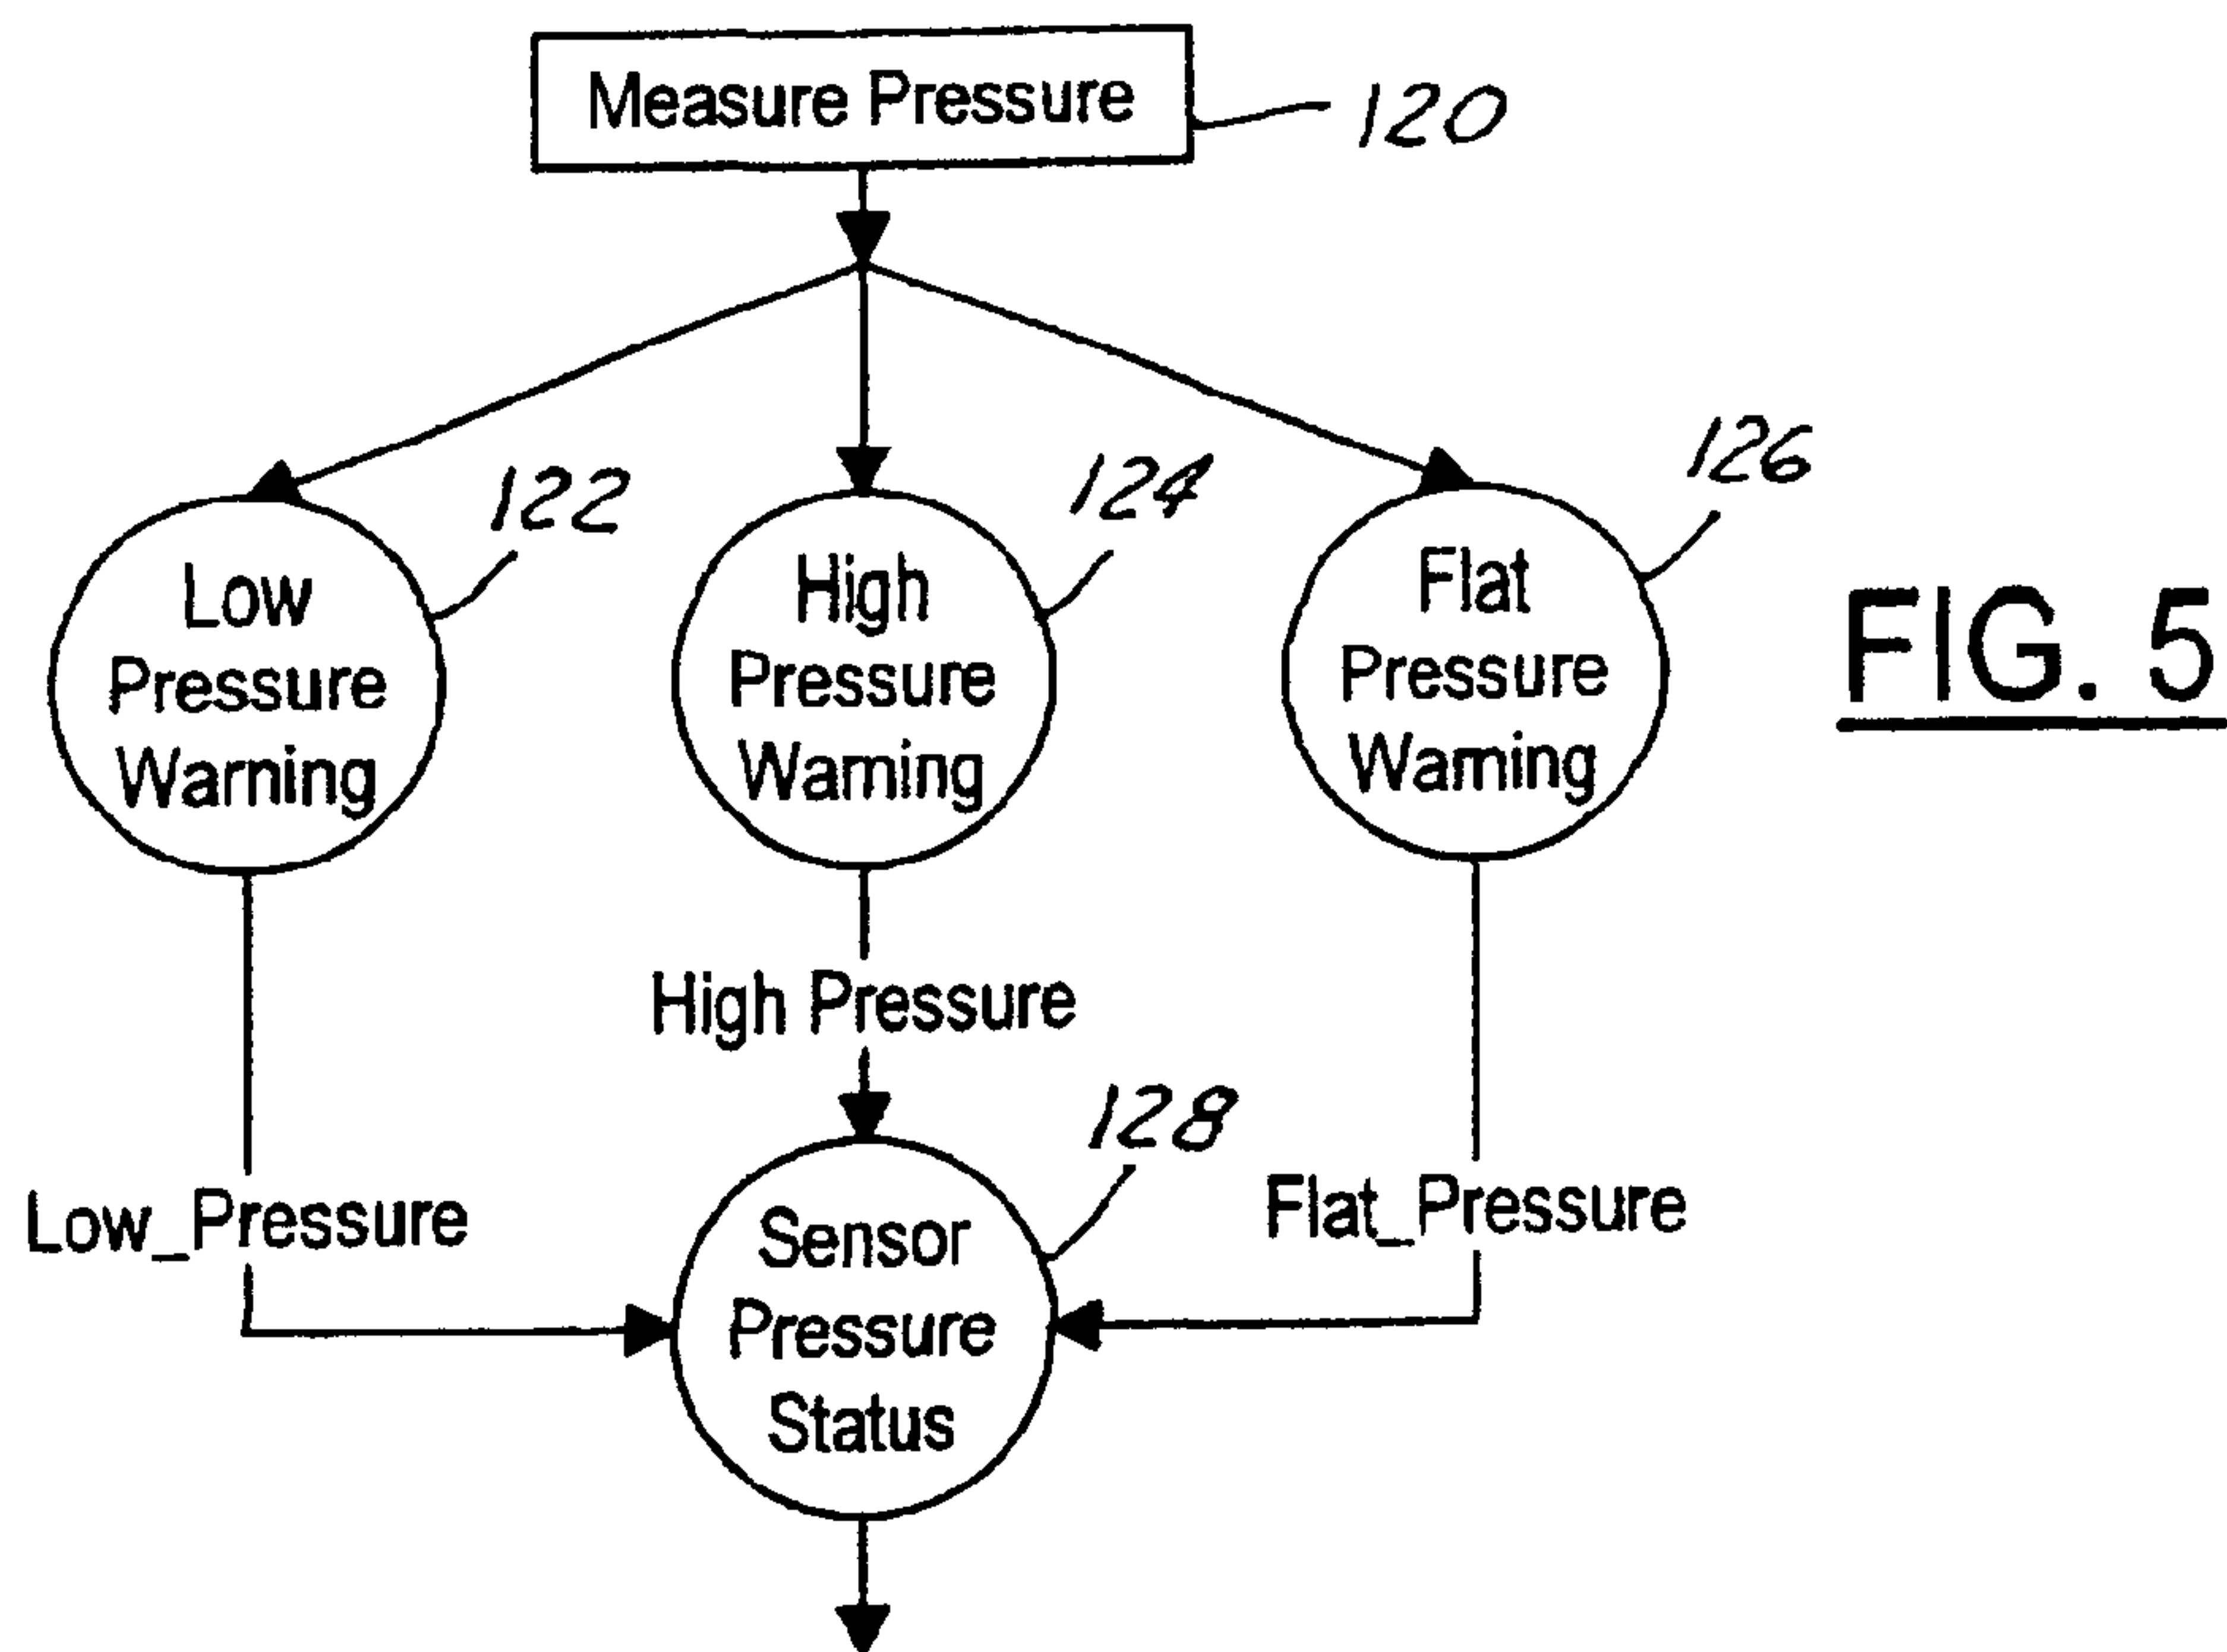 Measure Pressure
120
122
124
126
Low
Pressure
Warning
High
Pressure
Warning
Flat
Pressure
Warning
FIG. 5
High Pressure
128
Low_Pressure
Flat_Pressure
Sensor
Pressure
Status